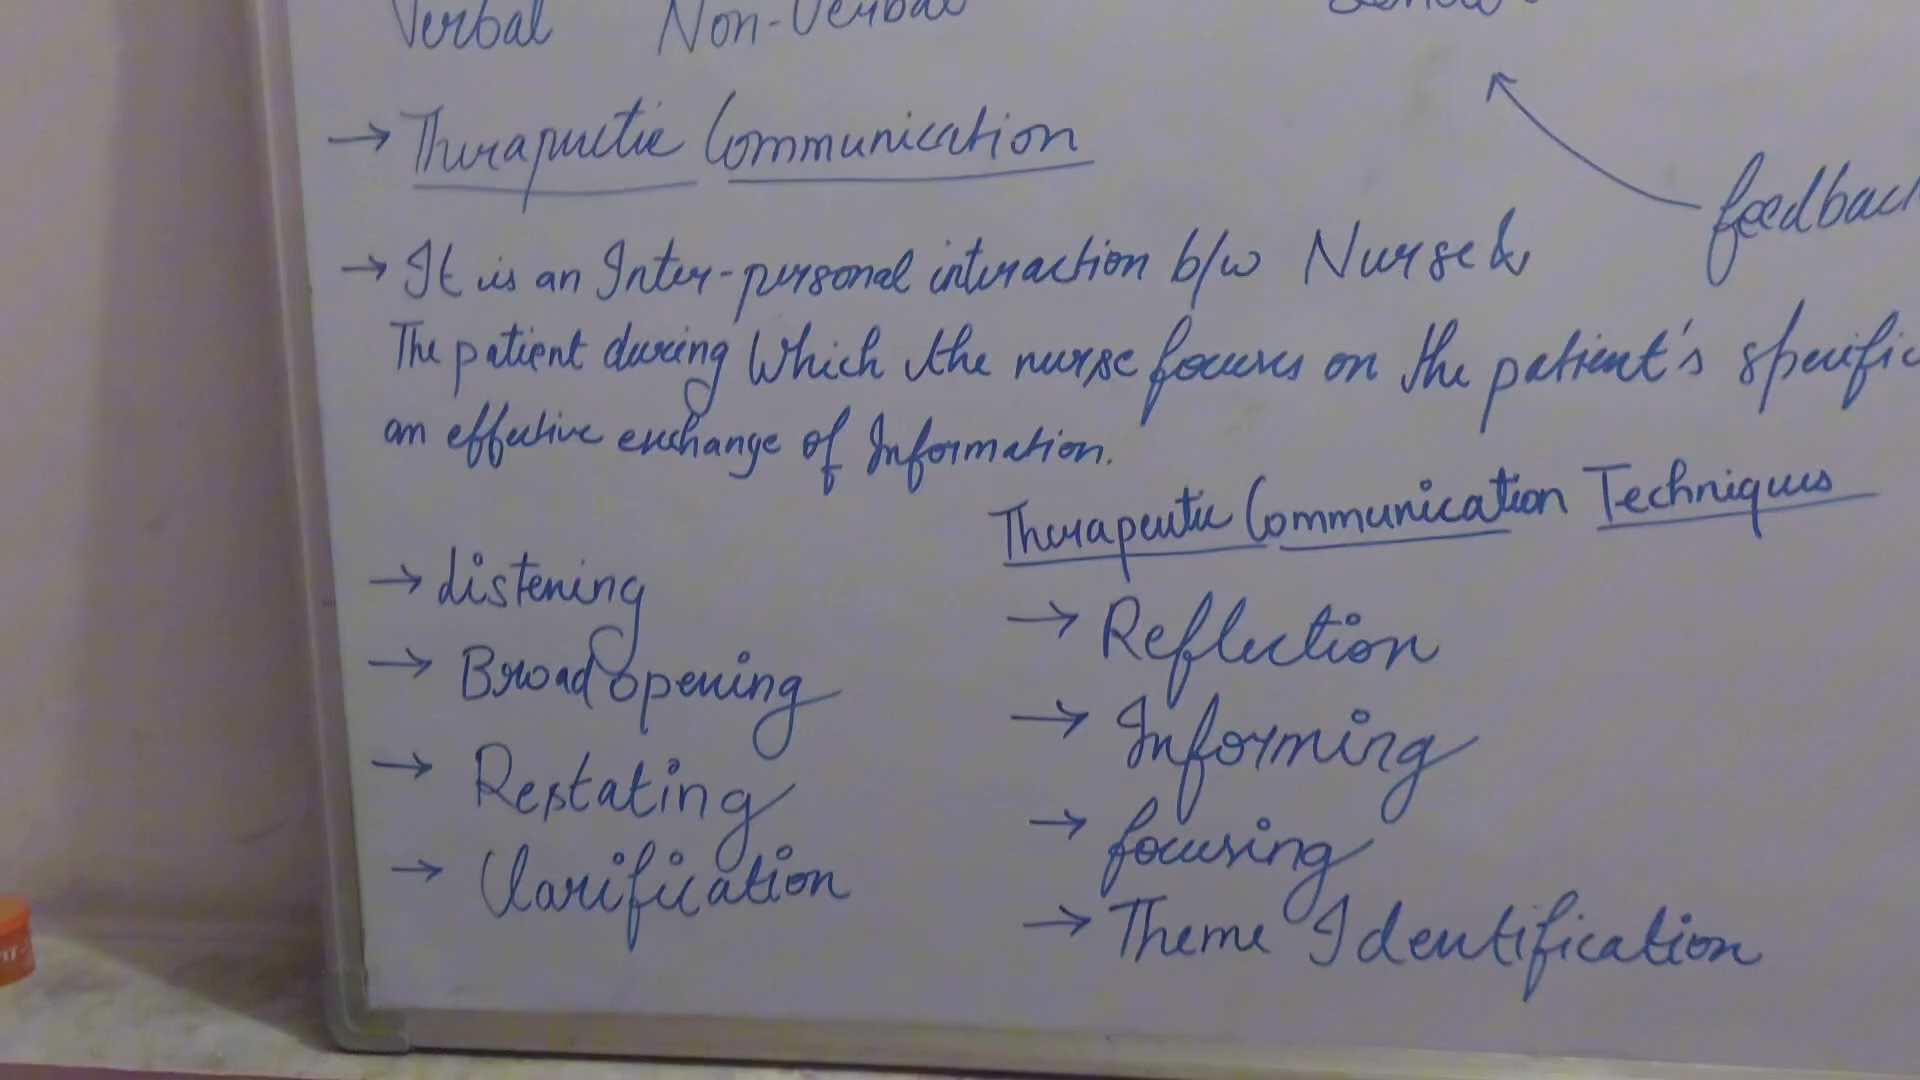 Verbal Non-Verbal
→ Therapeutic Communication
feedback
→ It is an Inter-personal interaction b/w Nurse &
The patient during Which the nurse focuses on the patient's specific
an effective exchange of Information.
Therapeutic Communication Techniques
→ Listening
→ Broad opening
→ Restating
→ Clarification
→ Reflection
→ Informing
→ focusing
→ Theme Identification